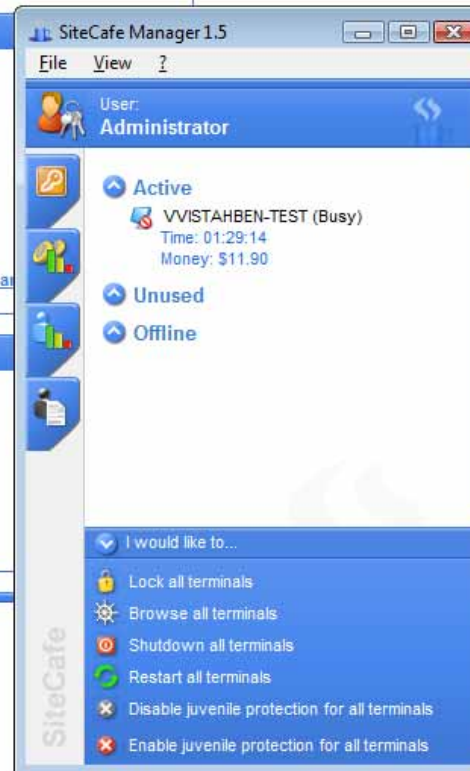 SiteCafe Manager 1.5
File View ?
User:
Administrator
Active
VVISTAHBEN-TEST (Busy)
Time: 01:29:14
Money: $11.90
Unused
Offline
I would like to...
Lock all terminals
Browse all terminals
Shutdown all terminals
Restart all terminals
Disable juvenile protection for all terminals
Enable juvenile protection for all terminals
SiteCafe